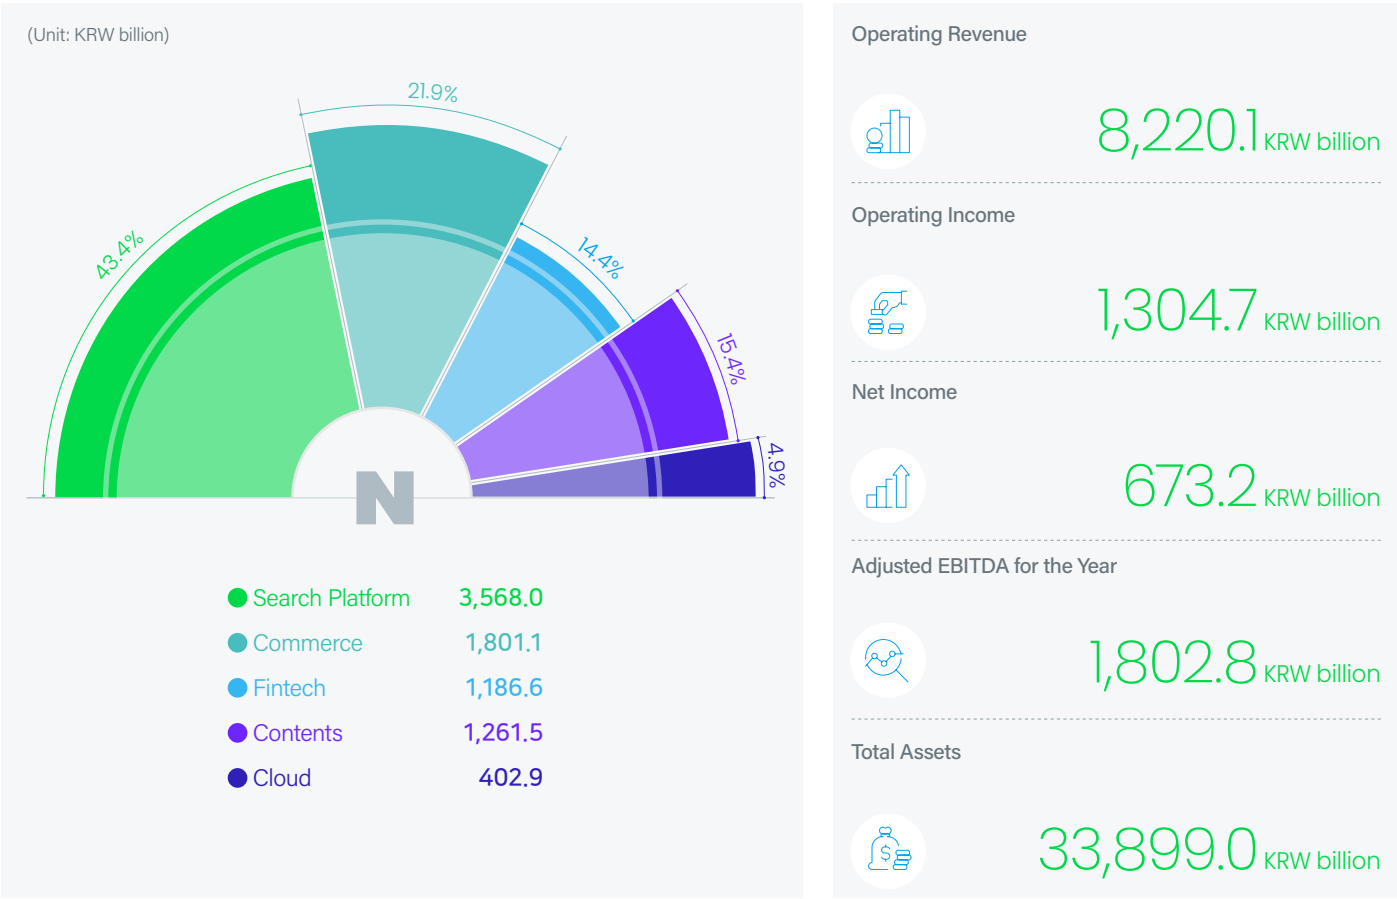 (Unit: KRW billion)
43.4%
21.9%
14.4%
15.4%
4.9%
N
Search Platform 3,568.0
Commerce 1,801.1
Fintech 1,186.6
Contents 1,261.5
Cloud 402.9
Operating Revenue
8,220.1 KRW billion
Operating Income
1,304.7 KRW billion
Net Income
673.2 KRW billion
Adjusted EBITDA for the Year
1,802.8 KRW billion
Total Assets
$
33,899.0 KRW billion